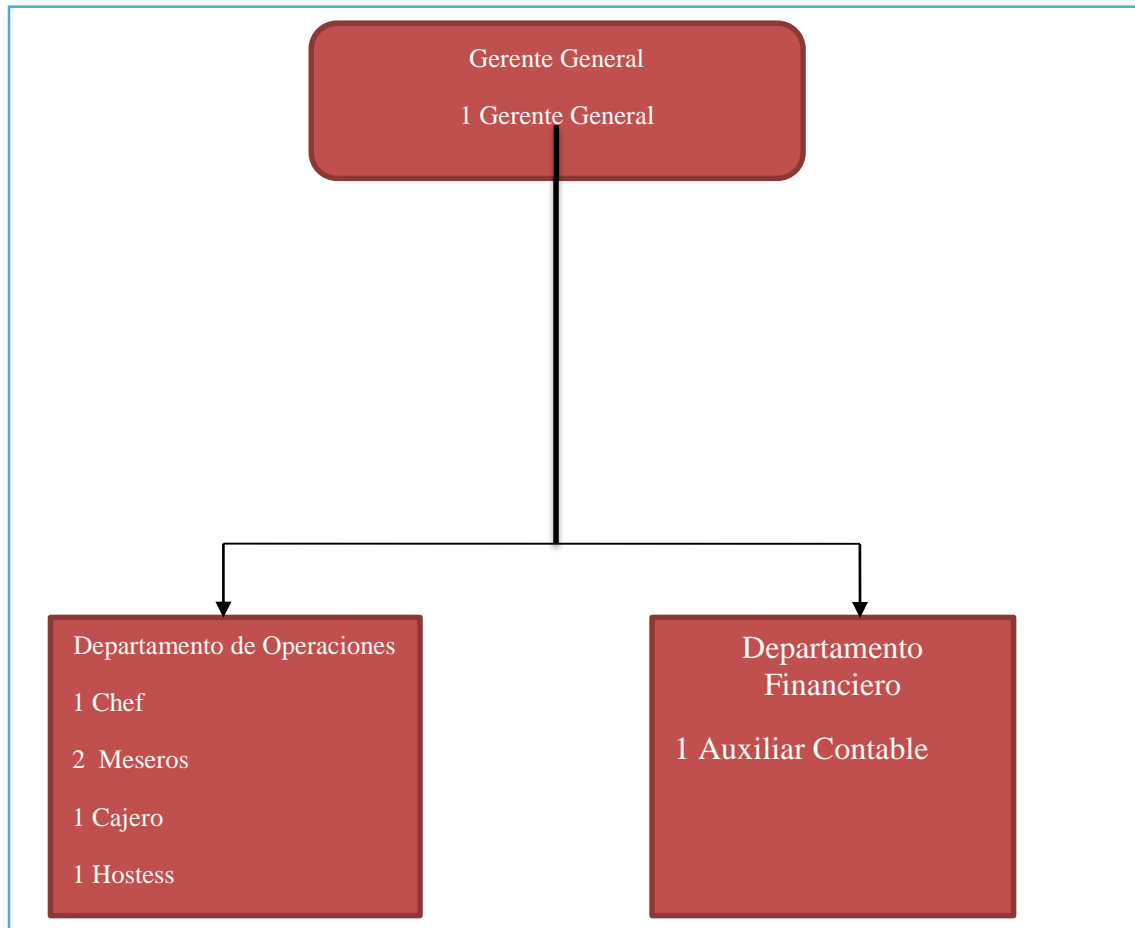 Gerente General
1 Gerente General
Departamento de Operaciones
1 Chef
2  Meseros
1 Cajero
1 Hostess
Departamento
Financiero
1 Auxiliar Contable